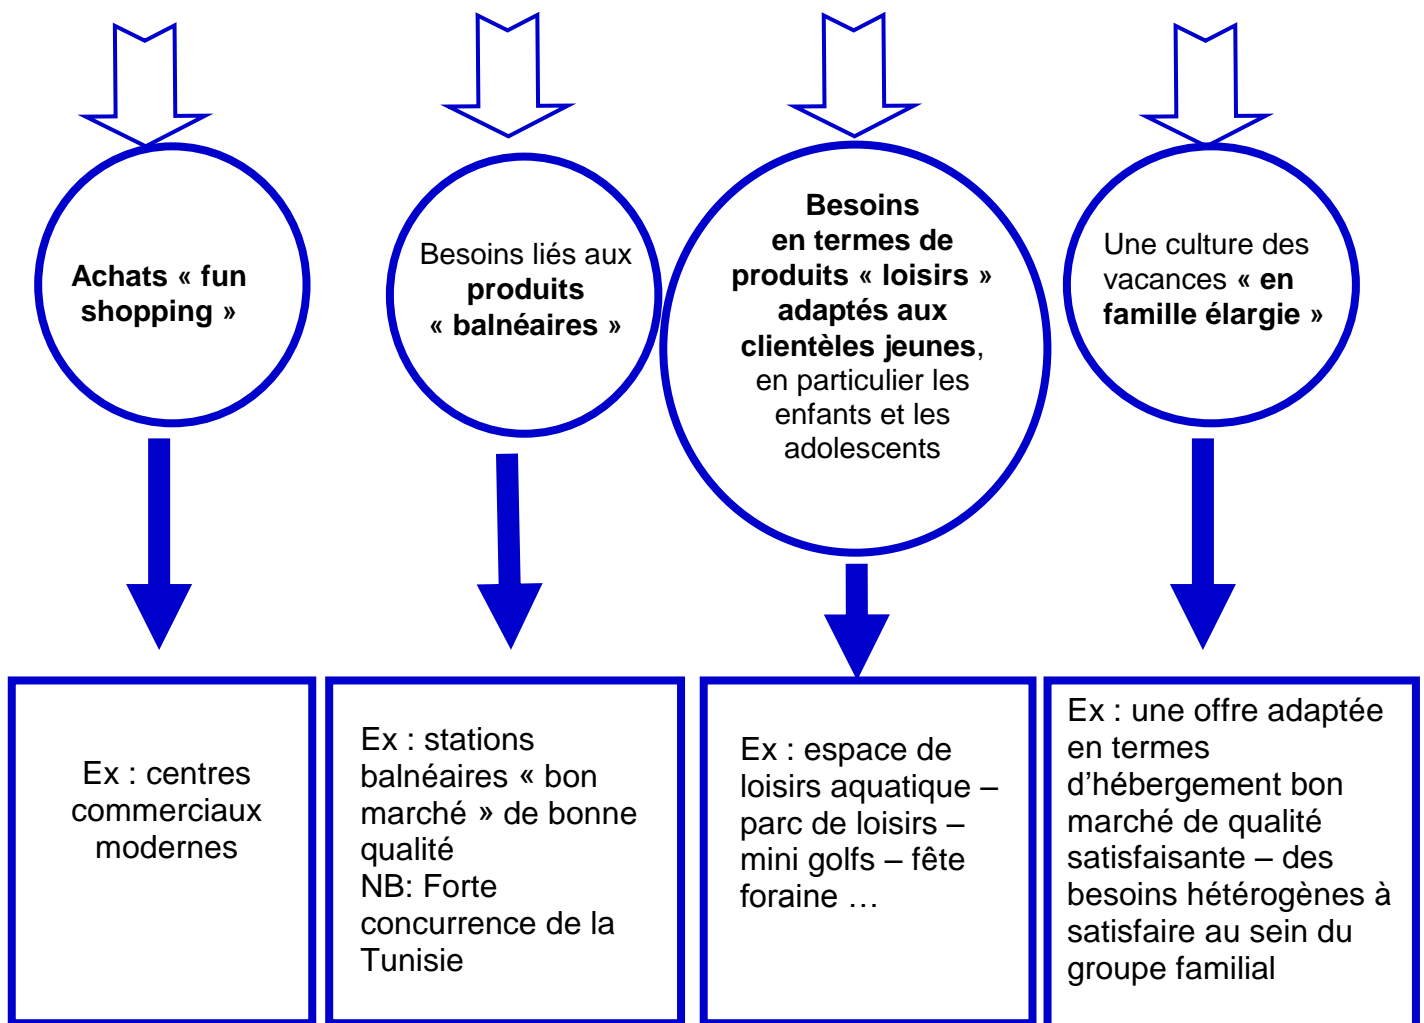 Achats « fun
shopping »
Besoins liés aux
produits
« balnéaires »
Besoins
en termes de
produits « loisirs »
adaptés aux
clientèles jeunes,
en particulier les
enfants et les
adolescents
Une culture des
vacances « en
famille élargie »
Ex : centres
commerciaux
modernes
Ex : stations
balnéaires « bon
marché » de bonne
qualité
NB: Forte
concurrence de la
Tunisie
Ex : espace de
loisirs aquatique –
parc de loisirs –
mini golfs – fête
foraine …
Ex : une offre adaptée
en termes
d’hébergement bon
marché de qualité
satisfaisante – des
besoins hétérogènes à
satisfaire au sein du
groupe familial